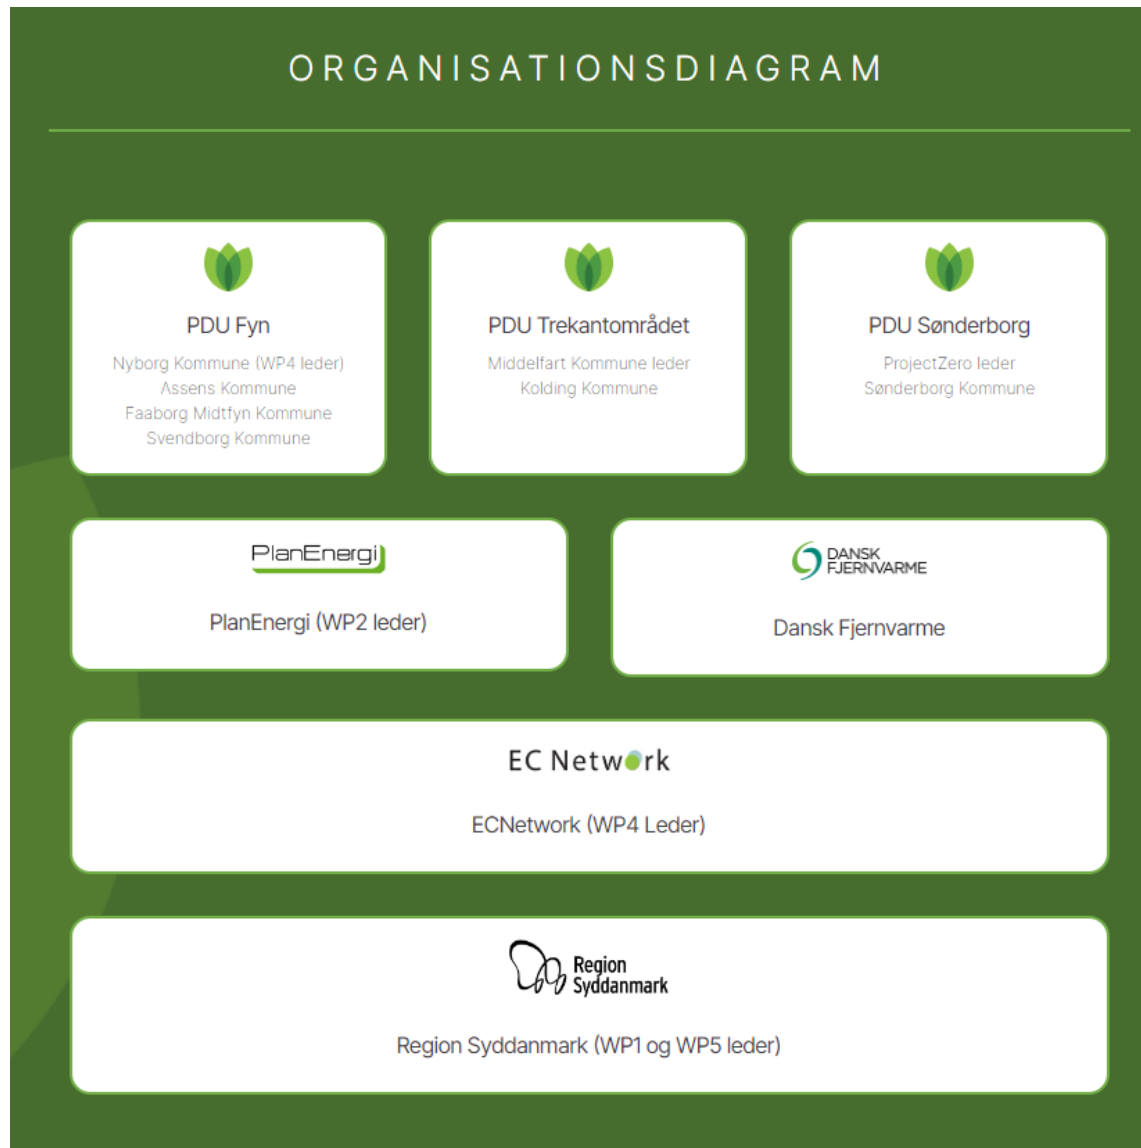 ORGANISATIONSDIAGRAM
PDU Fyn
Nyborg Kommune (WP4 leder)
Assens Kommune
Faaborg Midtfyn Kommune
Svendborg Kommune
PDU Trekantområdet
Middelfart Kommune leder
Kolding Kommune
PDU Sønderborg
ProjectZero leder
Sønderborg Kommune
PlanEnergi
PlanEnergi (WP2 leder)
DANSK
FJERNVARME
Dansk Fjernvarme
EC Network
ECNetwork (WP4 Leder)
Region
Syddanmark
Region Syddanmark (WP1 og WP5 leder)